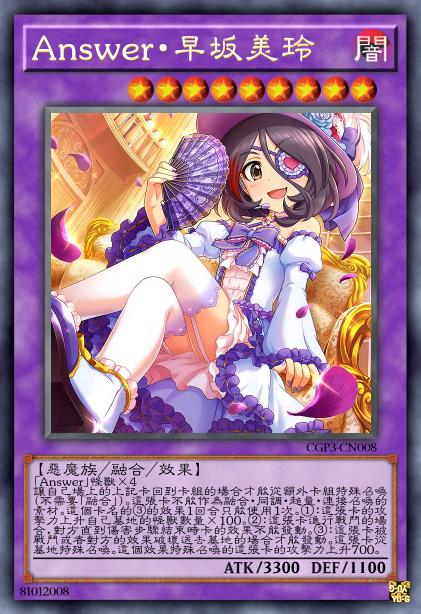 Answer・早坂美玲
闇
CGP3-CN008
【惡魔族/融合/效果】
「Answer」怪獸×4
讓自己場上的上記卡回到卡組的場合才能從額外卡組特殊召喚
(不需要「融合」)。這張卡不能作為融合・同調・超量・連接召喚的
素材。這個卡名的③的效果1回合只能使用1次。①:這張卡的攻
擊力上升自己墓地的怪獸數量×100。②:這張卡進行戰鬥的場
合,對方直到傷害步驟結束時卡的效果不能發動。③:這張卡被
戰鬥或者對方的效果破壞送去墓地的場合才能發動。這張卡從
墓地特殊召喚。這個效果特殊召喚的這張卡的攻擊力上升700。
ATK/3300 DEF/1100
81012008